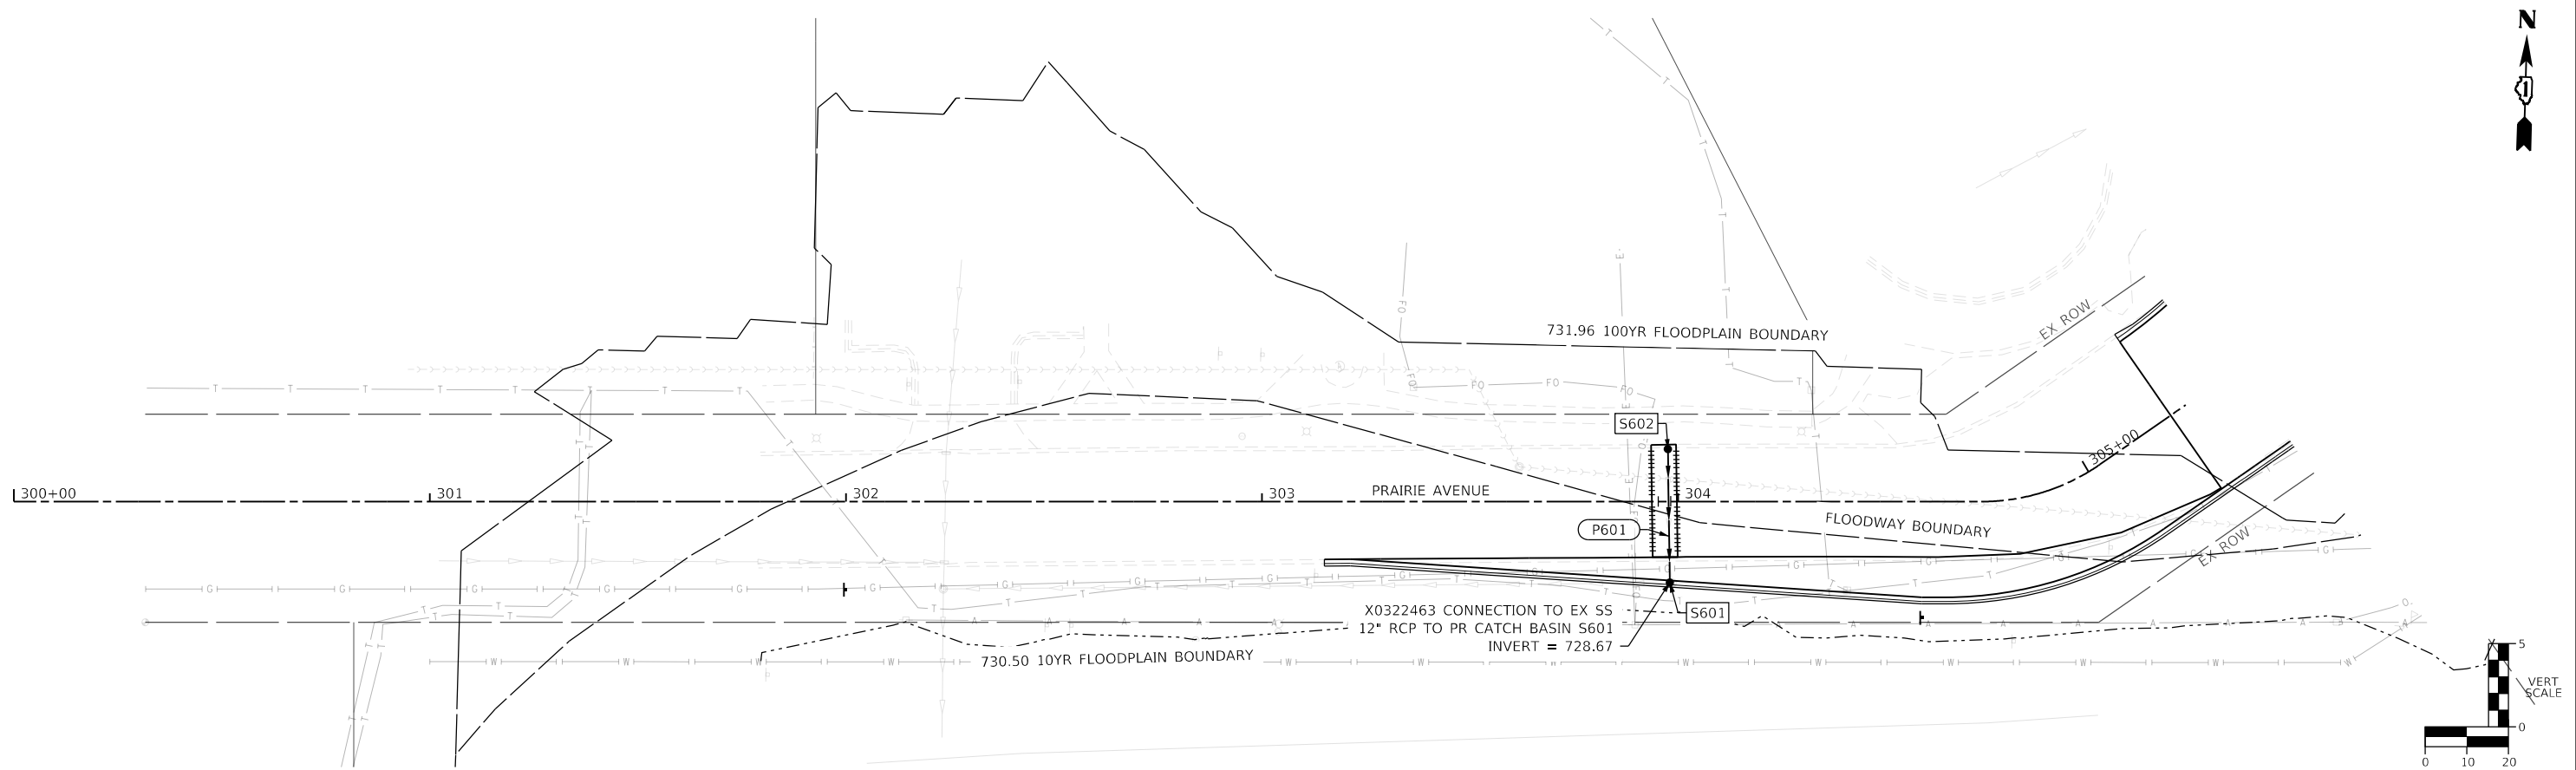 N
731.96 100YR FLOODPLAIN BOUNDARY
EX ROW
S602
300+00
301
302
303
PRAIRIE AVENUE
304
305+00
P601
FLOODWAY BOUNDARY
EX ROW
X0322463 CONNECTION TO EX SS
12" RCP TO PR CATCH BASIN S601
INVERT = 728.67
S601
730.50 10YR FLOODPLAIN BOUNDARY
5
VERT
SCALE
0
0 10 20